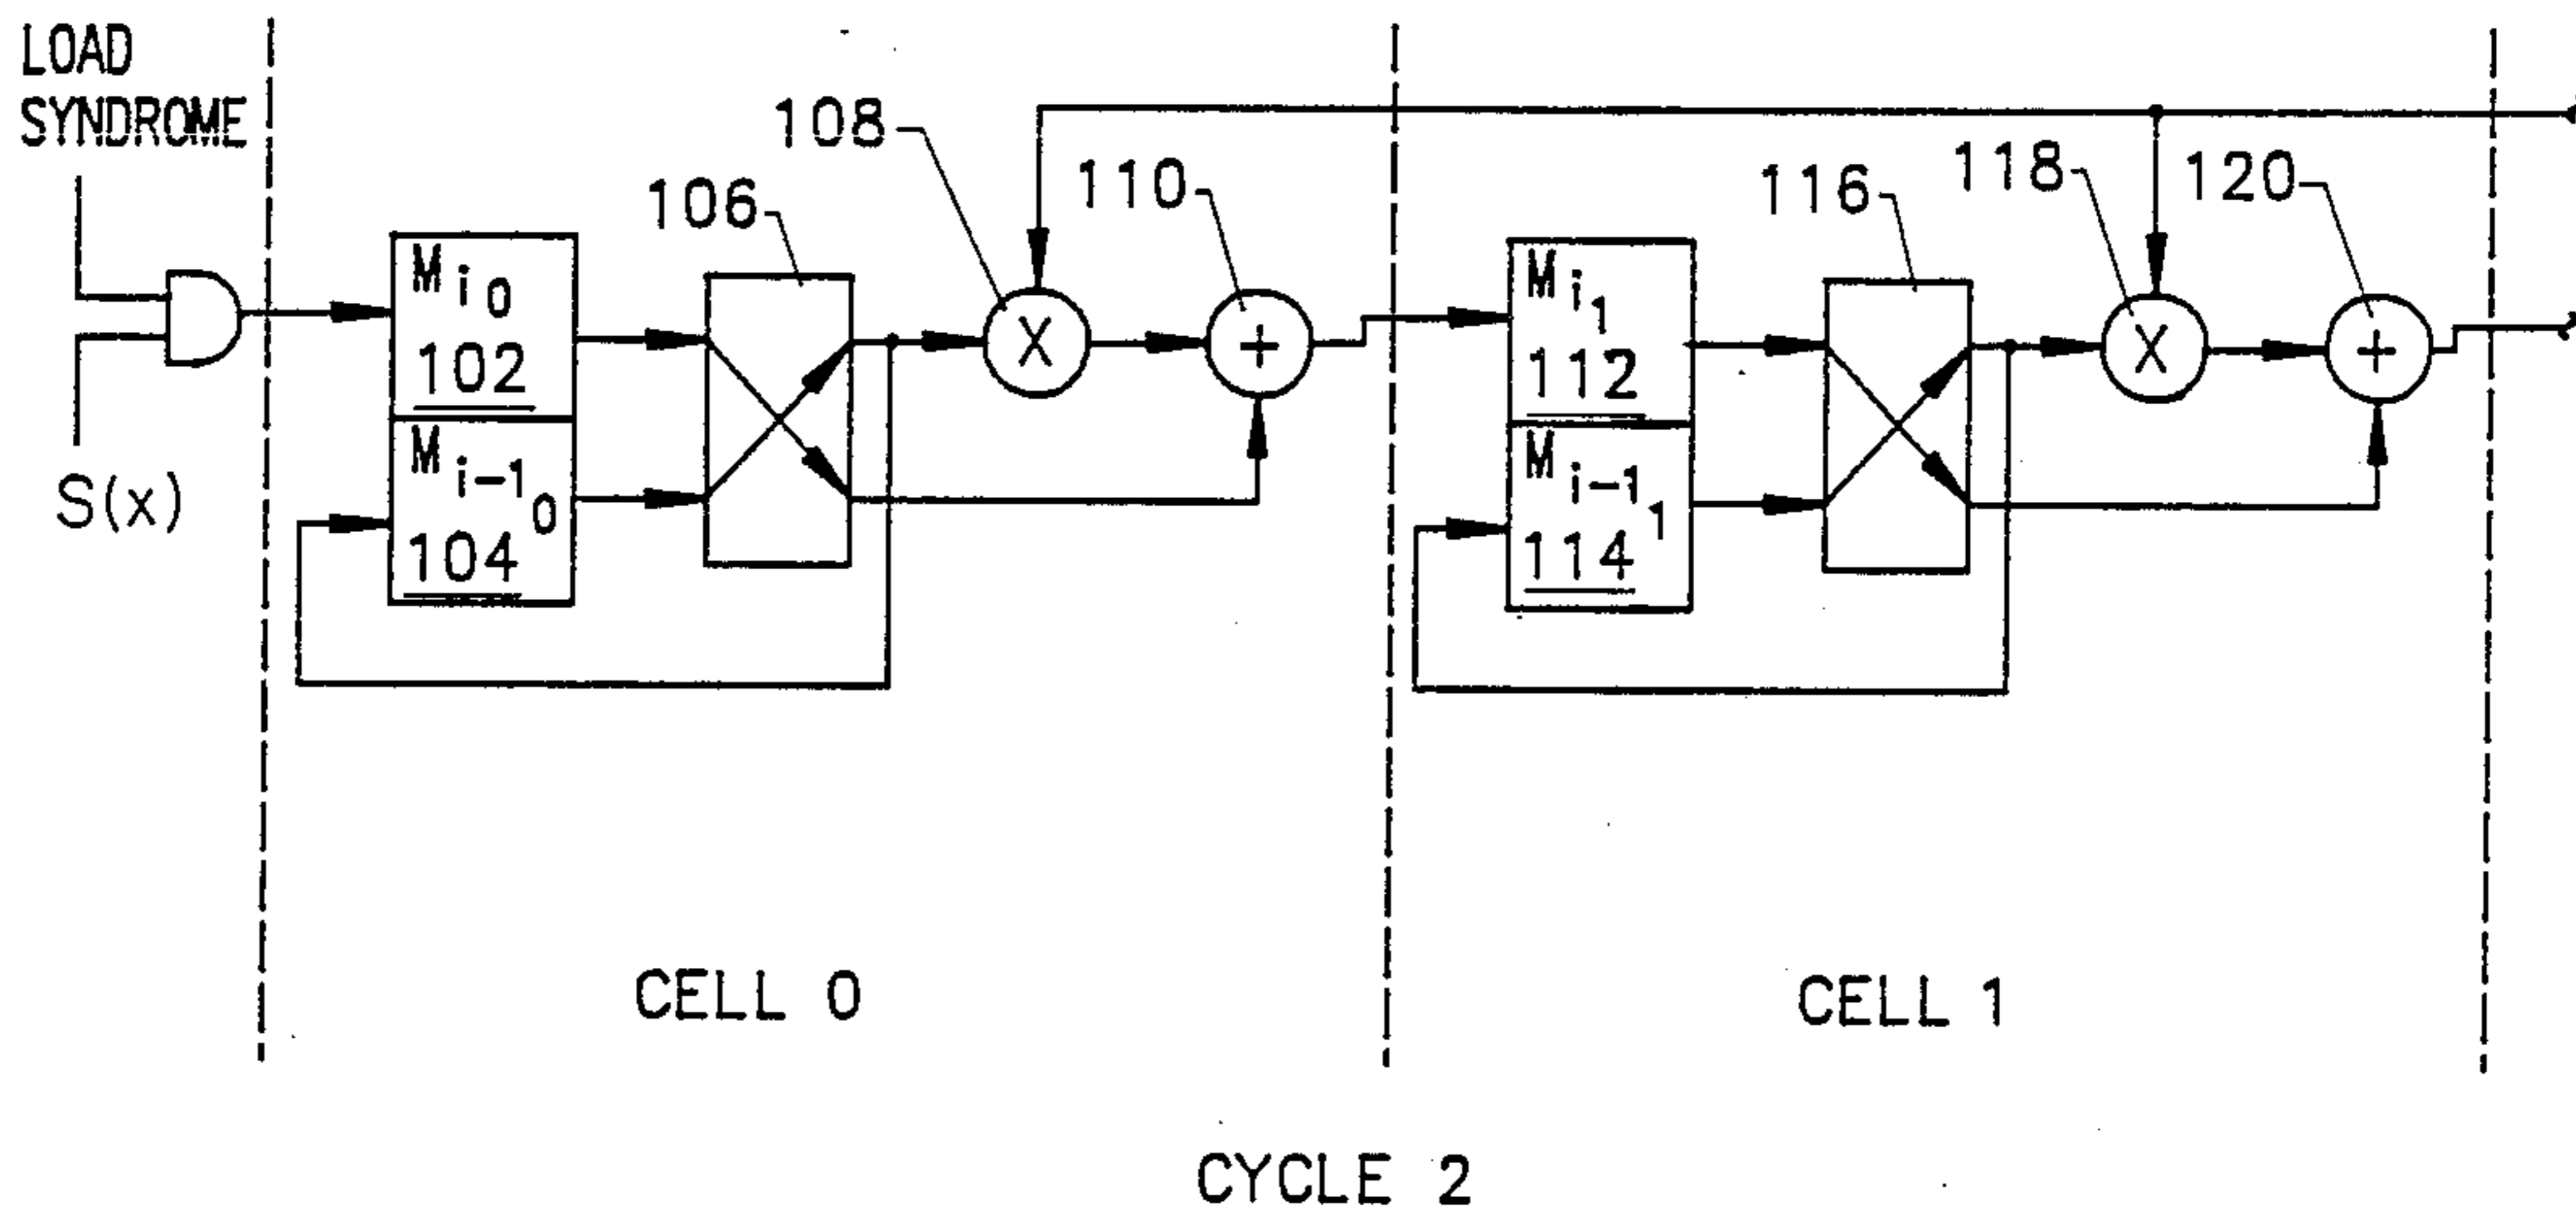 LOAD
SYNDROME
S(x)
108
110
106
M i 0
102
M i-1 0
104
X
+
118
120
116
M i 1
112
M i-1 1
114
X
+
CELL 0
CELL 1
CYCLE 2